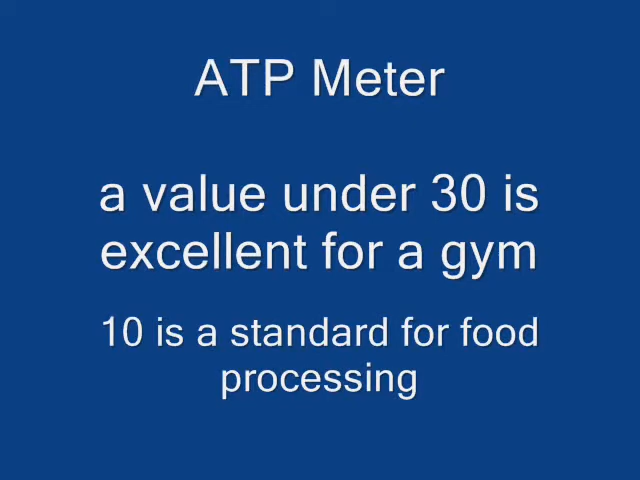 ATP Meter
a value under 30 is
excellent for a gym
10 is a standard for food
processing